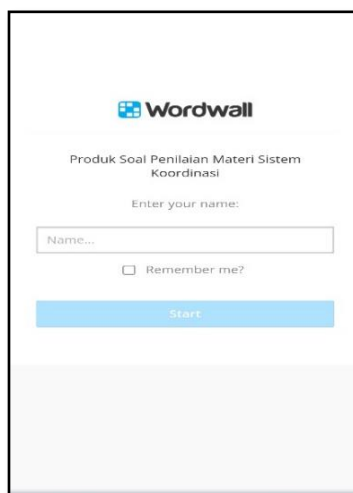 Wordwall
Produk Soal Penilaian Materi Sistem
Koordinasi
Enter your name:
Name...
Remember me?
Start